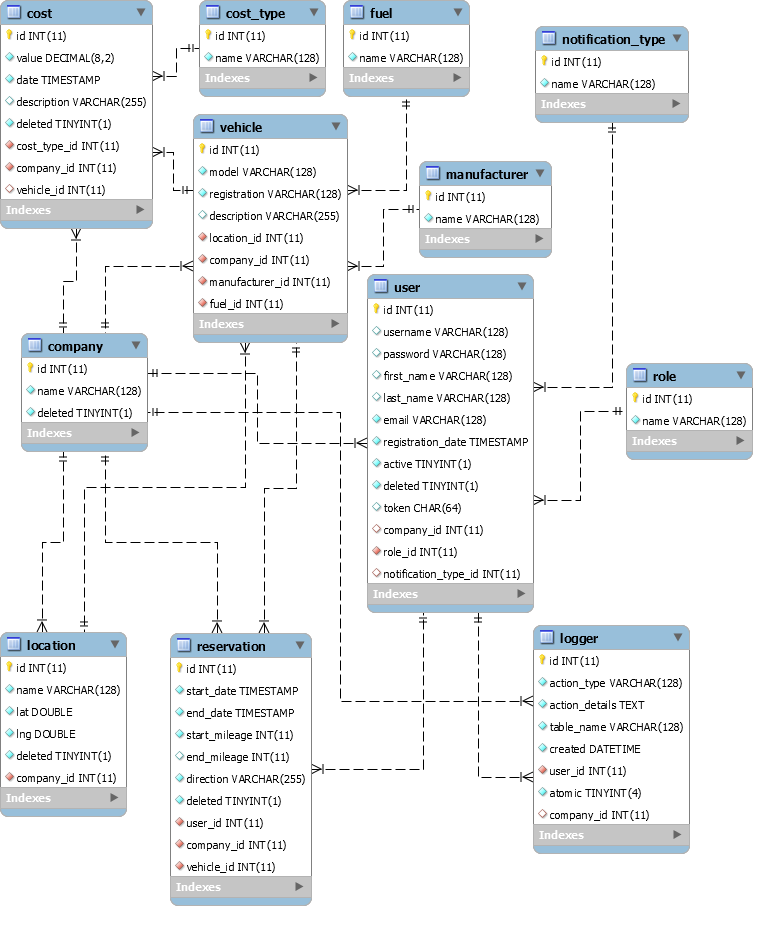 cost
id INT(11)
value DECIMAL(8,2)
date TIMESTAMP
description VARCHAR(255)
deleted TINYINT(1)
cost_type_id INT(11)
company_id INT(11)
vehicle_id INT(11)
Indexes
cost_type
id INT(11)
name VARCHAR(128)
Indexes
fuel
id INT(11)
name VARCHAR(128)
Indexes
notification_type
id INT(11)
name VARCHAR(128)
Indexes
vehicle
id INT(11)
model VARCHAR(128)
registration VARCHAR(128)
description VARCHAR(255)
location_id INT(11)
company_id INT(11)
manufacturer_id INT(11)
fuel_id INT(11)
Indexes
manufacturer
id INT(11)
name VARCHAR(128)
Indexes
user
id INT(11)
username VARCHAR(128)
password VARCHAR(128)
first_name VARCHAR(128)
last_name VARCHAR(128)
email VARCHAR(128)
registration_date TIMESTAMP
active TINYINT(1)
deleted TINYINT(1)
token CHAR(64)
company_id INT(11)
role_id INT(11)
notification_type_id INT(11)
Indexes
company
id INT(11)
name VARCHAR(128)
deleted TINYINT(1)
Indexes
role
id INT(11)
name VARCHAR(128)
Indexes
location
id INT(11)
name VARCHAR(128)
lat DOUBLE
lng DOUBLE
deleted TINYINT(1)
company_id INT(11)
Indexes
reservation
id INT(11)
start_date TIMESTAMP
end_date TIMESTAMP
start_mileage INT(11)
end_mileage INT(11)
direction VARCHAR(255)
deleted TINYINT(1)
user_id INT(11)
company_id INT(11)
vehicle_id INT(11)
Indexes
logger
id INT(11)
action_type VARCHAR(128)
action_details TEXT
table_name VARCHAR(128)
created DATETIME
user_id INT(11)
atomic TINYINT(4)
company_id INT(11)
Indexes